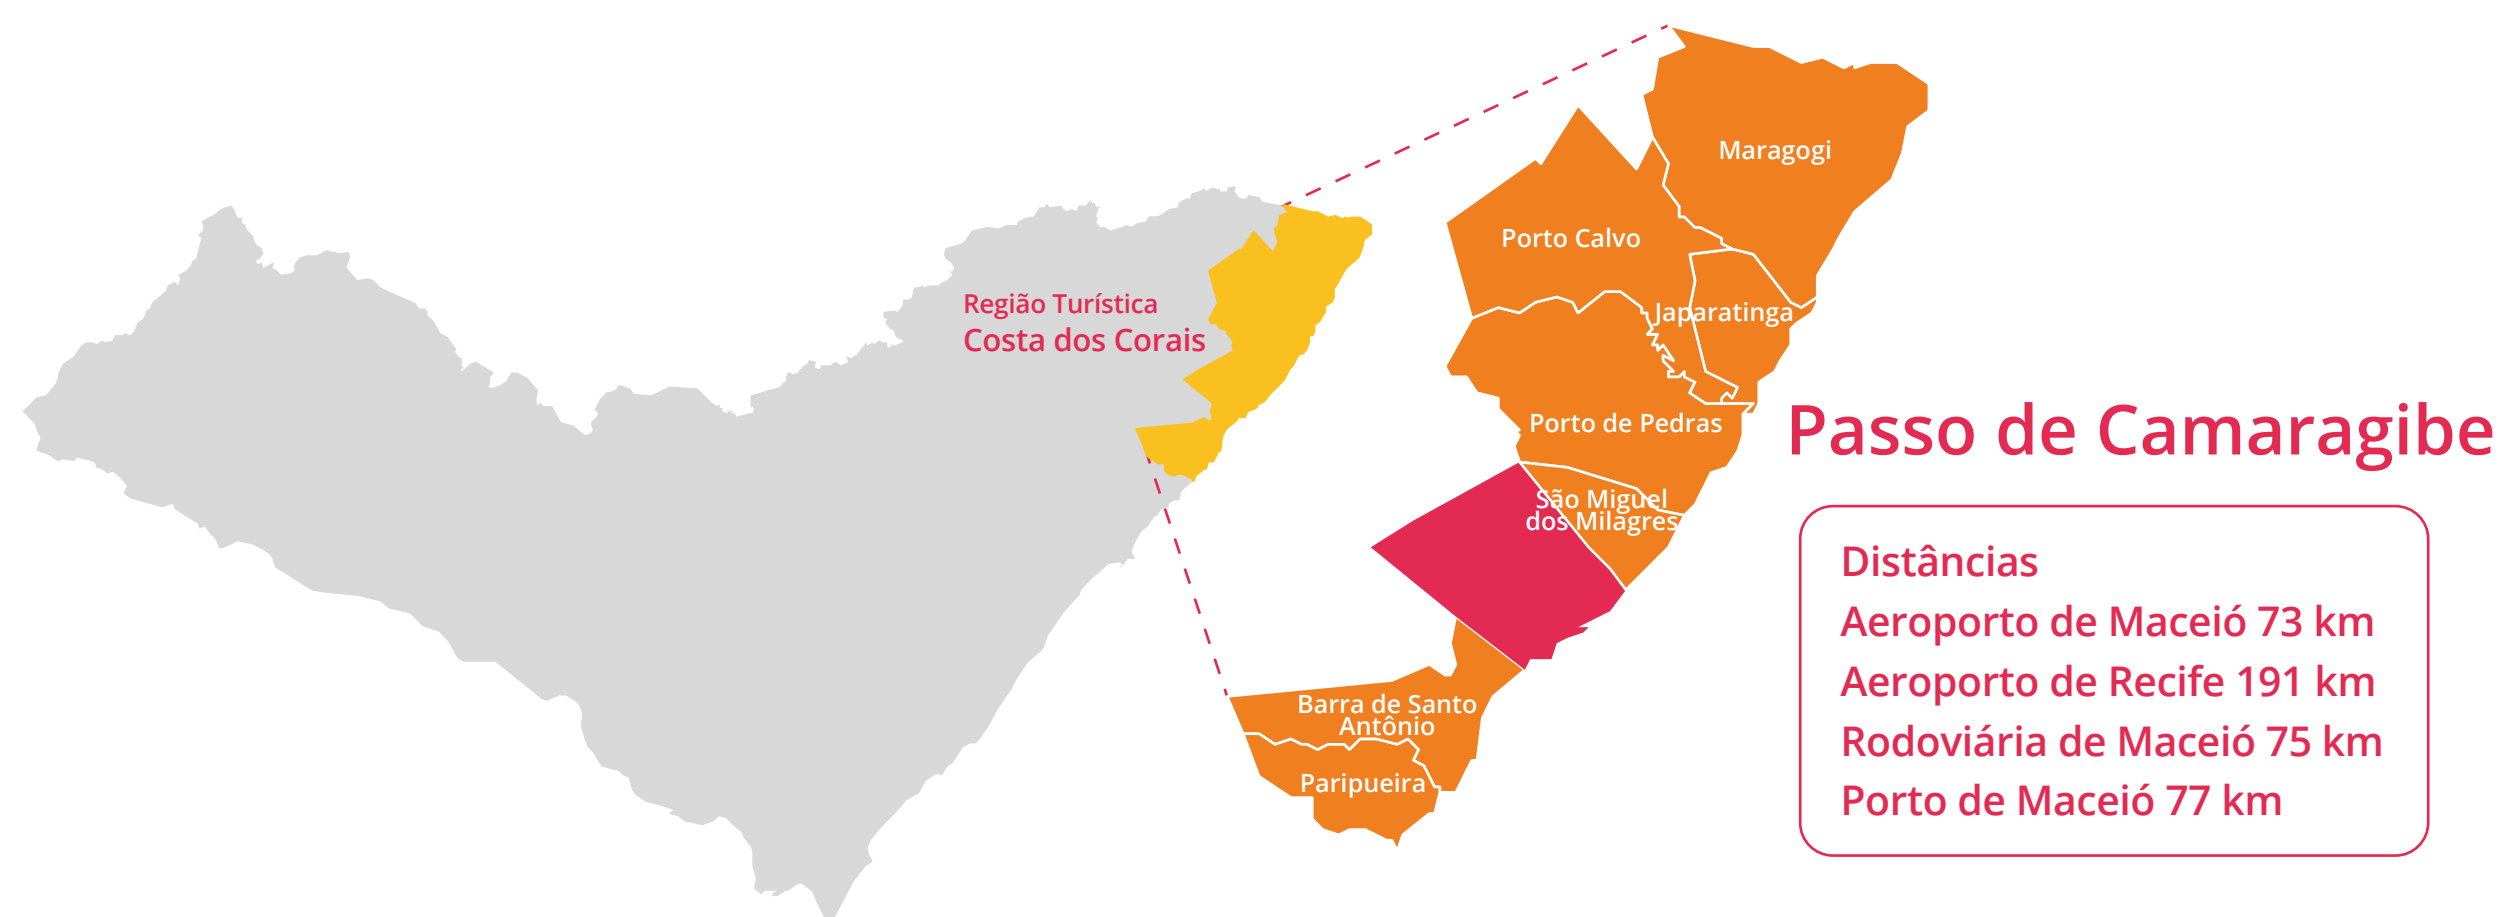 Região Turística
Costa dos Corais
Maragogi
Porto Calvo
Japaratinga
Porto de Pedras
São Miguel
dos Milagres
Barra de Santo
Antônio
Paripueira
Passo de Camaragibe
Distâncias
Aeroporto de Maceió 73 km
Aeroporto de Recife 191 km
Rodoviária de Maceió 75 km
Porto de Maceió 77 km